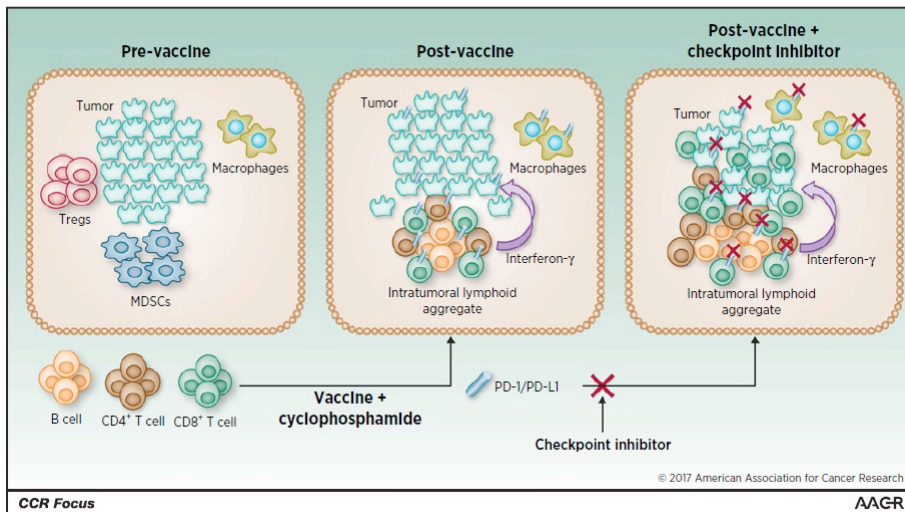 Pre-vaccine
Tumor
Macrophages
Tregs
MDSCs
Post-vaccine
Tumor
Macrophages
Interferon-γ
Intratumoral lymphoid
aggregate
Post-vaccine +
checkpoint inhibitor
Tumor
Macrophages
Interferon-γ
Intratumoral lymphoid
aggregate
B cell
CD4+ T cell
CD8+ T cell
Vaccine +
cyclophosphamide
PD-1/PD-L1
Checkpoint inhibitor
© 2017 American Association for Cancer Research
CCR Focus
AACR